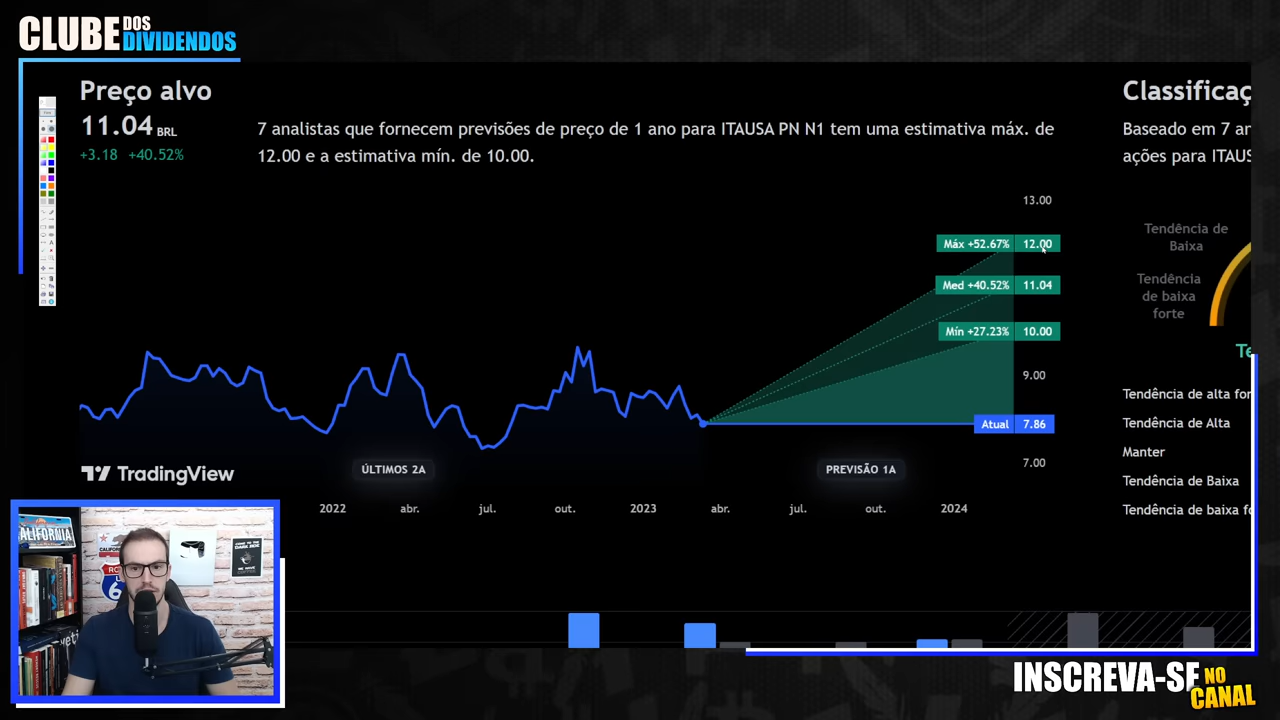 CLUBE DOS DIVIDENDOS
Preço alvo
11.04 BRL
+3.18 +40.52%
7 analistas que fornecem previsões de preço de 1 ano para ITAUSA PN N1 tem uma estimativa máx. de
12.00 e a estimativa mín. de 10.00.
Classificaç
Baseado em 7 an
ações para ITAUS
13.00
Máx +52.67% 12.00
Med +40.52% 11.04
Mín +27.23% 10.00
9.00
Atual 7.86
7.00
Tendência de
Baixa
Tendência
de baixa
forte
Te
Tendência de alta for
Tendência de Alta
Manter
Tendência de Baixa
Tendência de baixa fo
TradingView
ÚLTIMOS 2A
PREVISÃO 1A
2022 abr. jul. out. 2023 abr. jul. out. 2024
CALIFORNIA
INSCREVA-SE NO CANAL